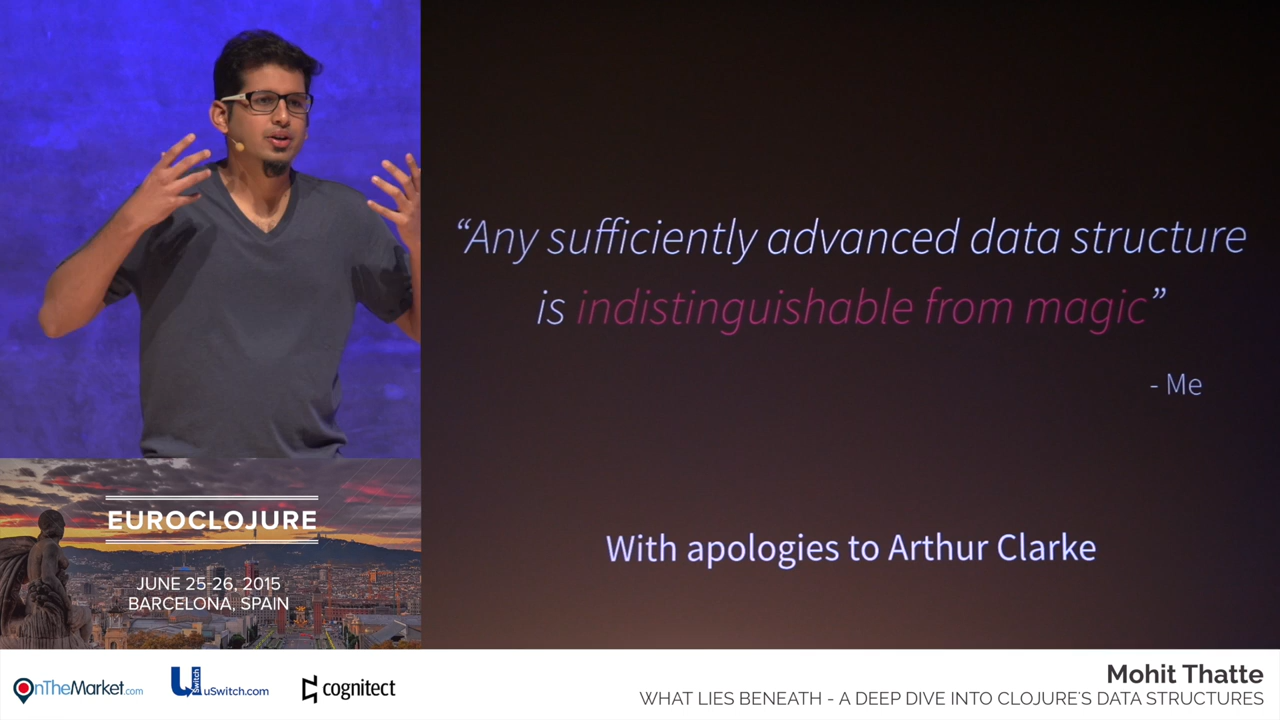 “Any sufficiently advanced data structure
is indistinguishable from magic”
- Me
With apologies to Arthur Clarke
EUROCLOJURE
JUNE 25-26, 2015
BARCELONA, SPAIN
OnTheMarket.com
USwitch
uSwitch.com
cognitect
Mohit Thatte
WHAT LIES BENEATH - A DEEP DIVE INTO CLOJURE'S DATA STRUCTURES